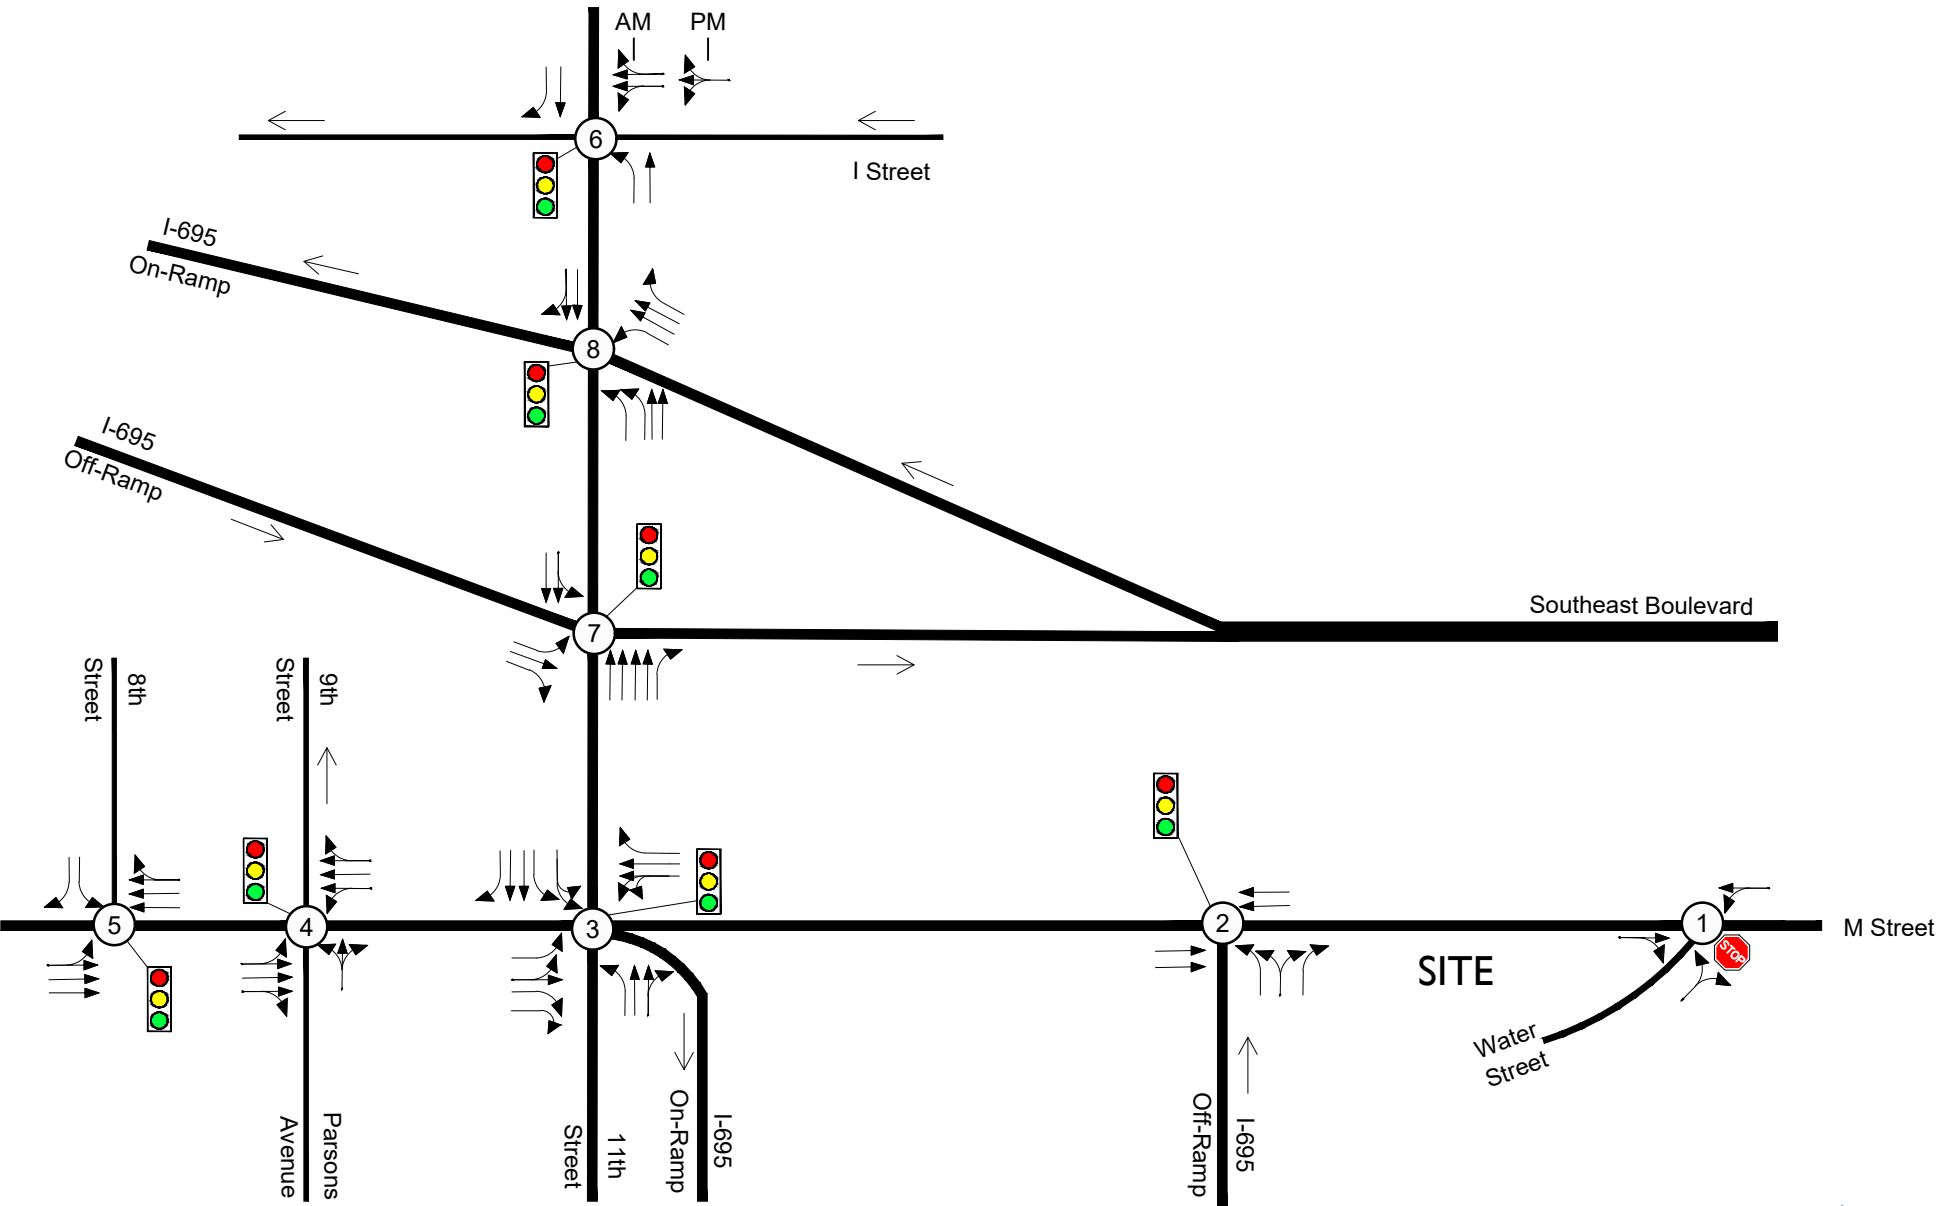 AM PM
6
I Street
I-695
On-Ramp
8
I-695
Off-Ramp
Southeast Boulevard
7
8th
Street
9th
Street
5
4
3
2
1
M Street
STOP
SITE
Water
Street
Parsons
Avenue
11th
Street
I-695
On-Ramp
I-695
Off-Ramp